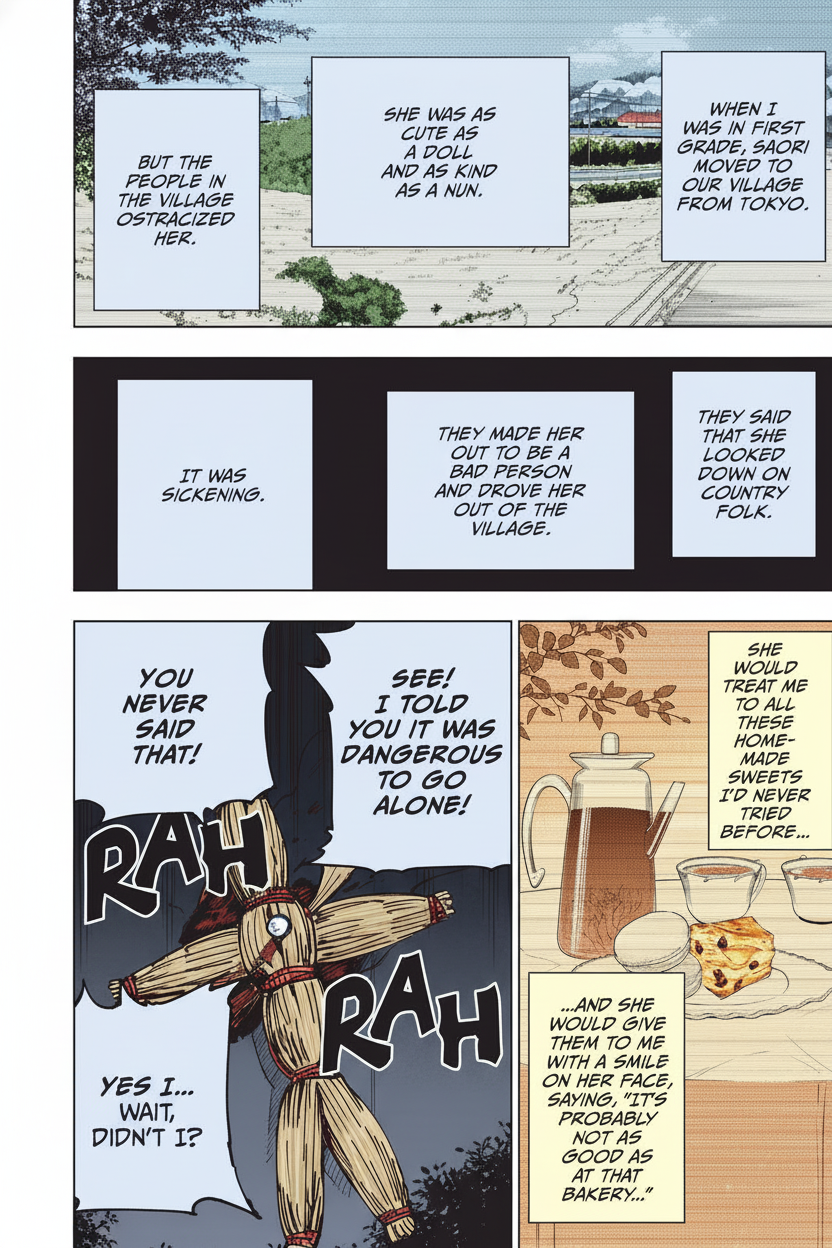 WHEN I
WAS IN FIRST
GRADE, SAORI
MOVED TO
OUR VILLAGE
FROM TOKYO.
SHE WAS AS
CUTE AS
A DOLL
AND AS KIND
AS A NUN.
BUT THE
PEOPLE IN
THE VILLAGE
OSTRACIZED
HER.
THEY SAID
THAT SHE
LOOKED
DOWN ON
COUNTRY
FOLK.
THEY MADE HER
OUT TO BE A
BAD PERSON
AND DROVE HER
OUT OF THE
VILLAGE.
IT WAS
SICKENING.
SHE
WOULD
TREAT ME
TO ALL
THESE
HOME-
MADE
SWEETS
I'D NEVER
TRIED
BEFORE...
...AND SHE
WOULD GIVE
THEM TO ME
WITH A SMILE
ON HER FACE,
SAYING, "IT'S
PROBABLY
NOT AS
GOOD AS
AT THAT
BAKERY..."
SEE!
I TOLD
YOU IT WAS
DANGEROUS
TO GO
ALONE!
YOU
NEVER
SAID
THAT!
RAH
RAH
YES I...
WAIT,
DIDN'T I?